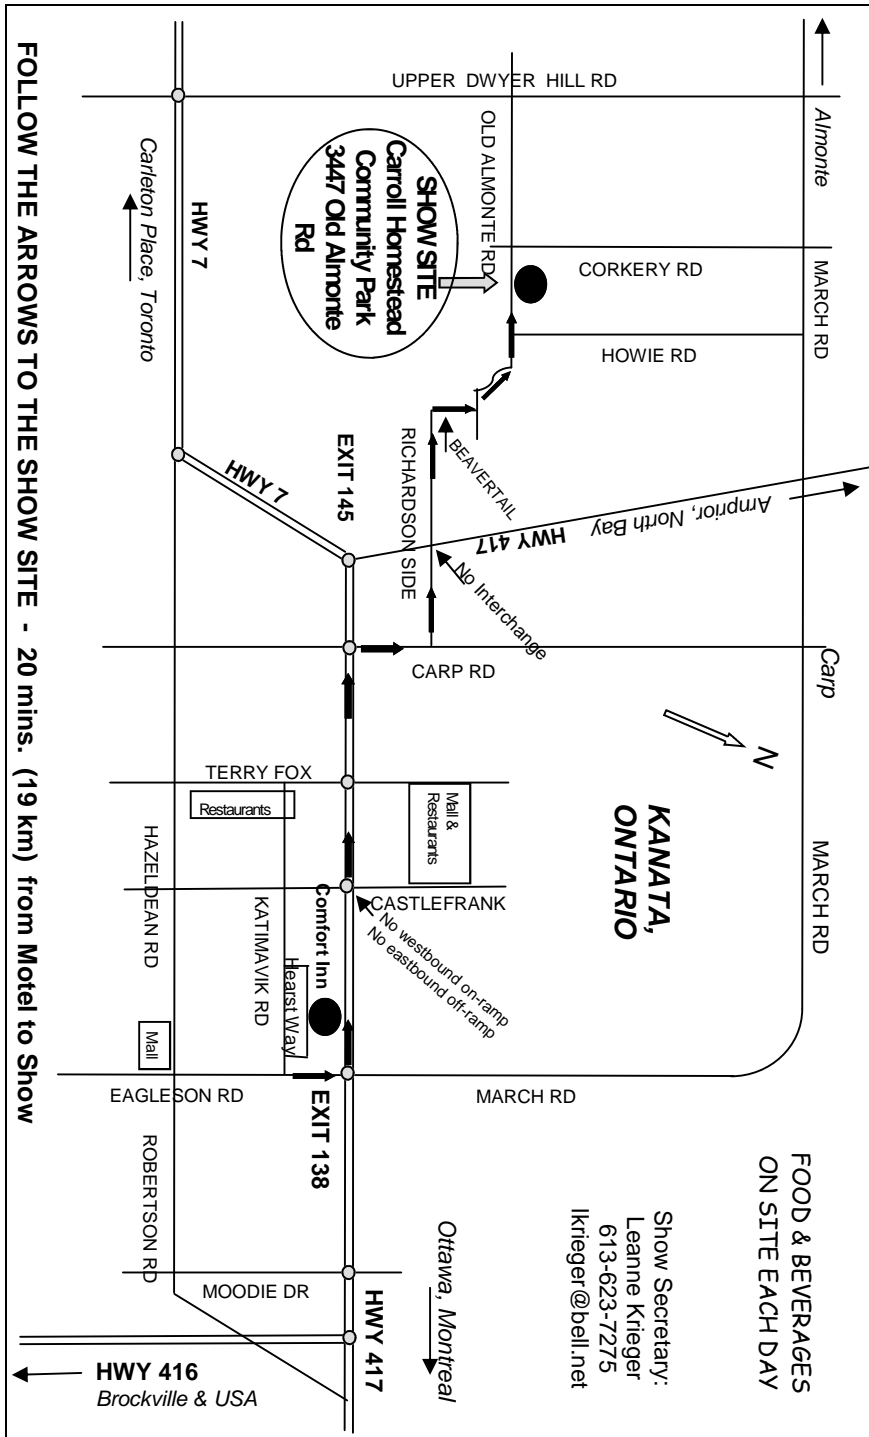 FOLLOW THE ARROWS TO THE SHOW SITE - 20 mins. (19 km) from Motel to Show
Almonte
UPPER DWYER HILL RD
OLD ALMONTE RD
CORKERY RD
MARCH RD
HOWIE RD
SHOW SITE
Carroll Homestead
Community Park
3447 Old Almonte
Rd
HWY 7
Carleton Place, Toronto
HWY 7
EXIT 145
RICHARDSON SIDE
BEAVERTAIL
HWY 417
Arnprior, North Bay
No Interchange
CARP RD
Carp
N
KANATA,
ONTARIO
MARCH RD
TERRY FOX
Restaurants
Mall &
Restaurants
HAZELDEAN RD
KATIMAVIK RD
Comfort Inn
Hearst Way
CASTLEFRANK
No westbound on-ramp
No eastbound off-ramp
Mall
EAGLESON RD
EXIT 138
MARCH RD
ROBERTSON RD
MOODIE DR
HWY 417
Ottawa, Montreal
HWY 416
Brockville & USA
FOOD & BEVERAGES
ON SITE EACH DAY
Show Secretary:
Leanne Krieger
613-623-7275
lkrieger@bell.net